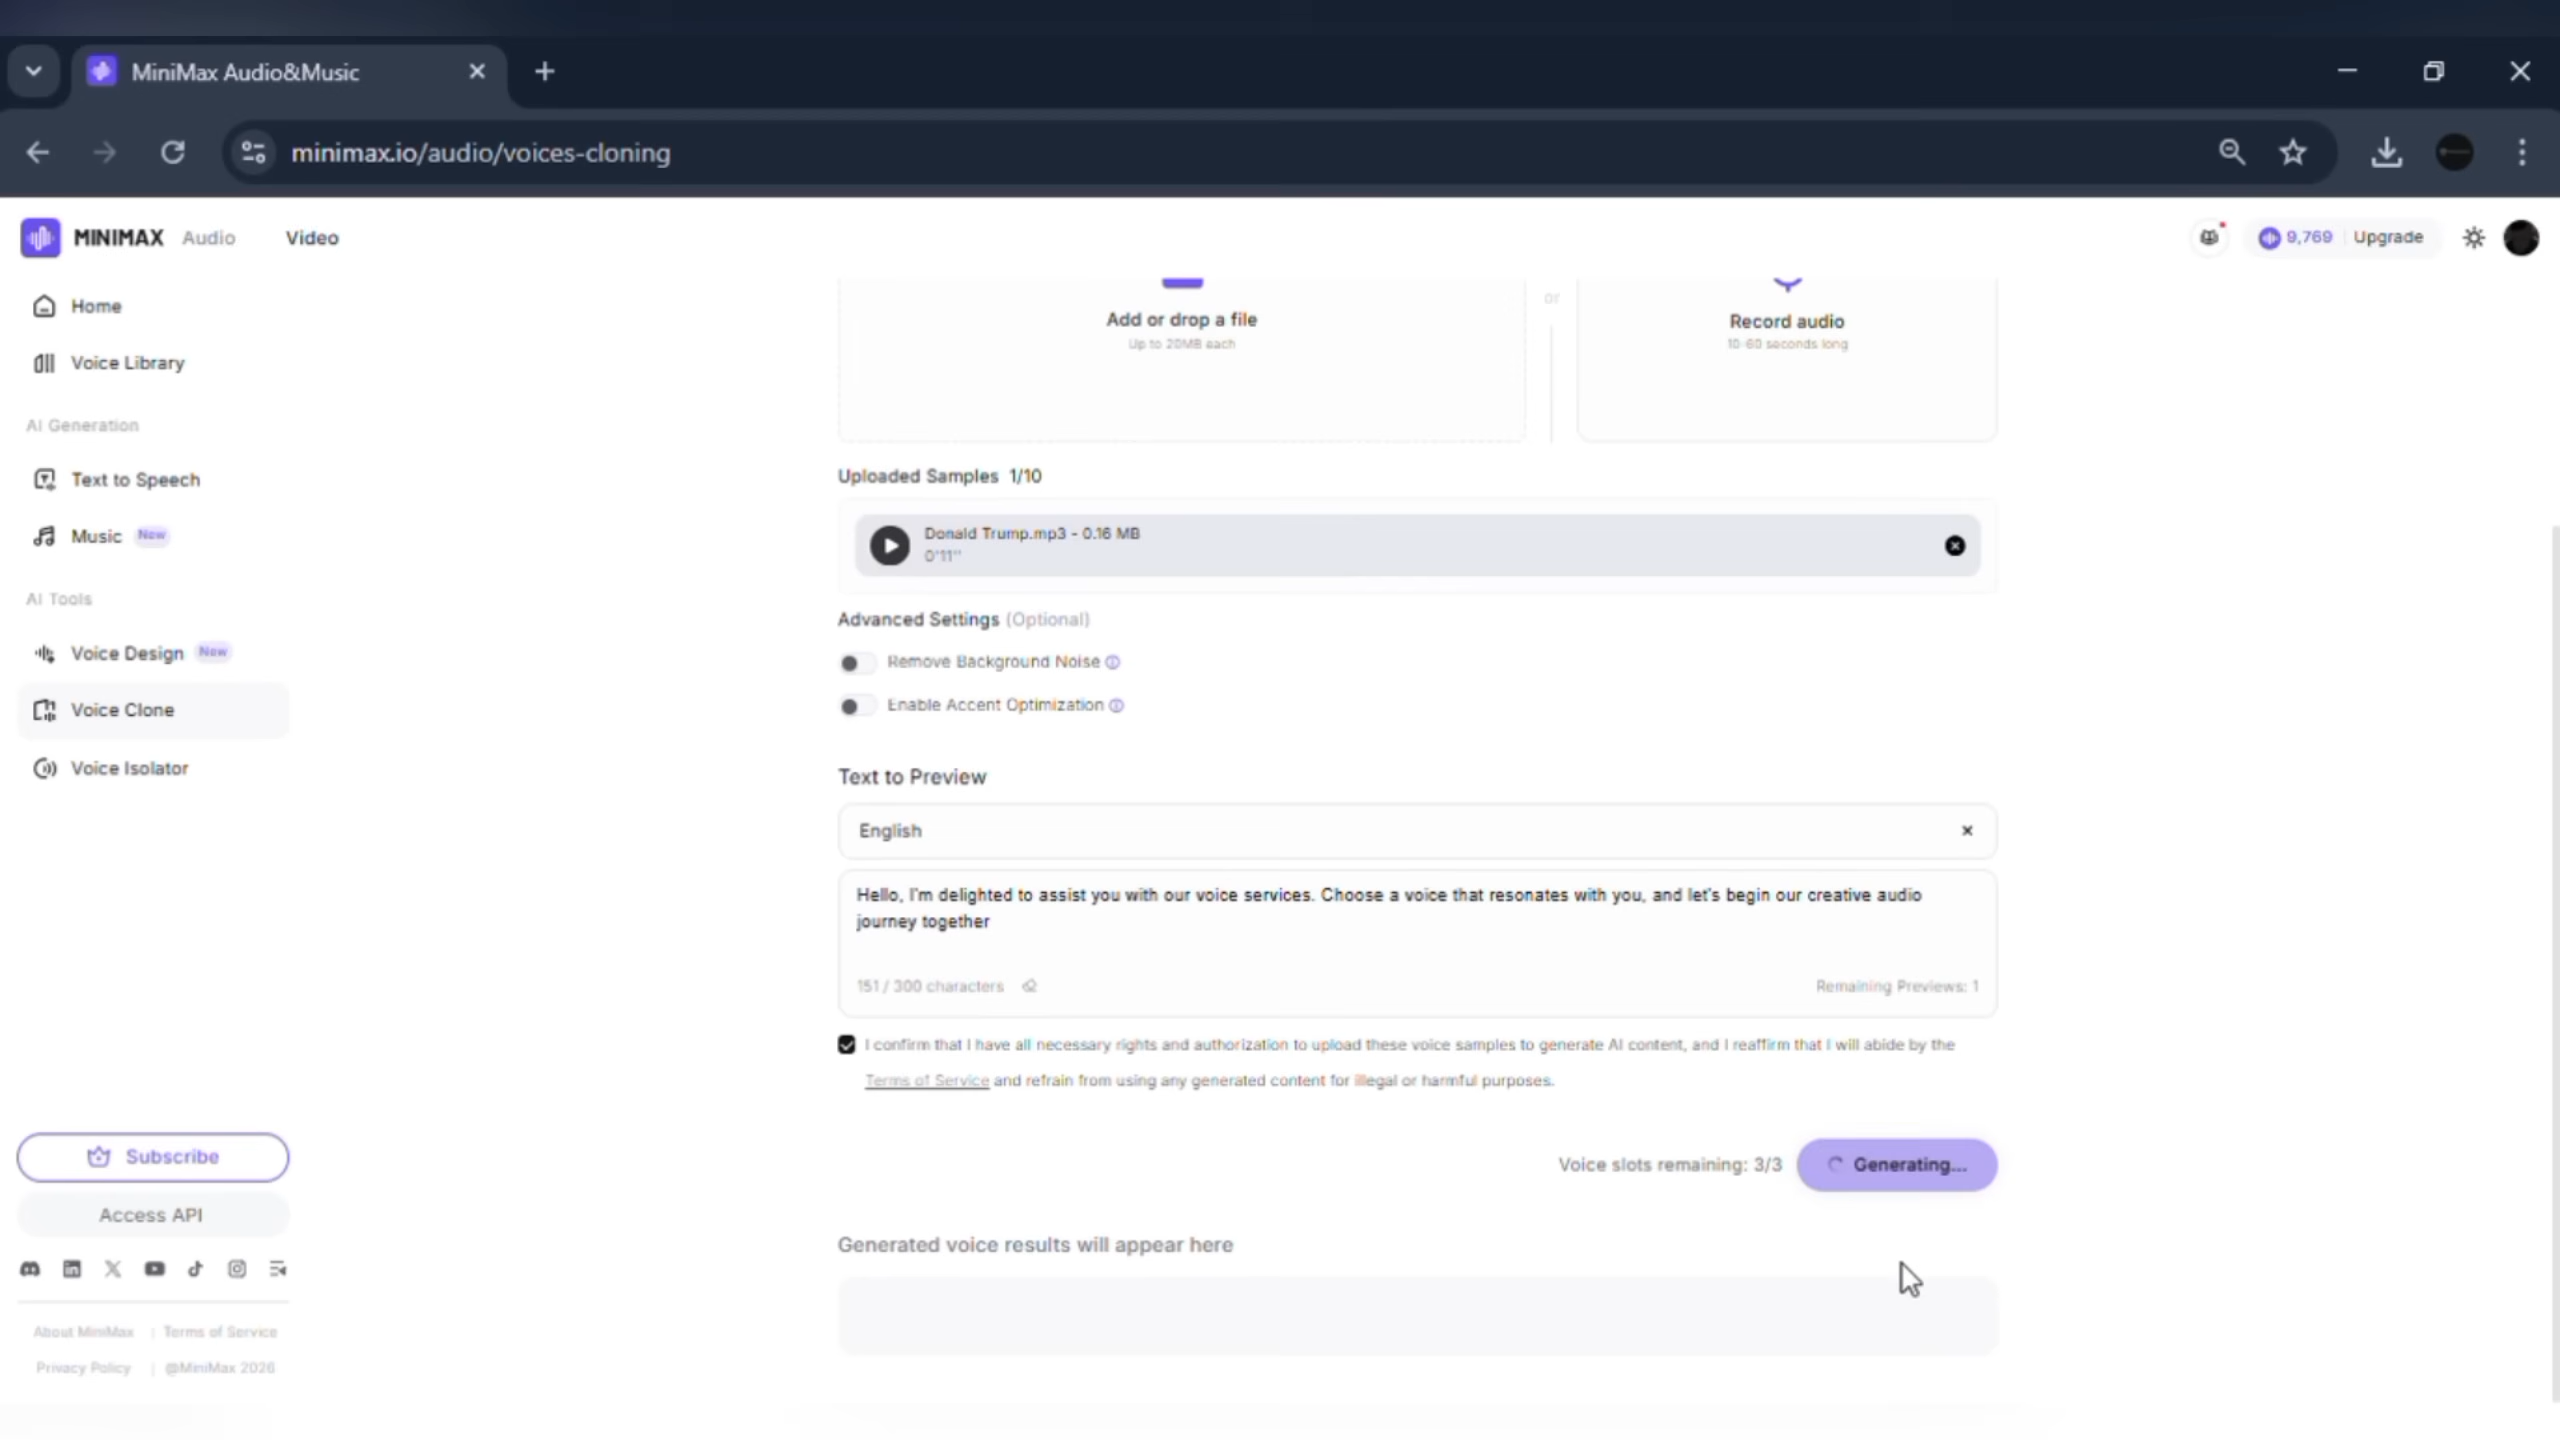 MiniMax Audio&Music
minimax.io/audio/voices-cloning
MINIMAX Audio Video
9,769 Upgrade
Home
Voice Library
AI Generation
Text to Speech
Music New
AI Tools
Voice Design New
Voice Clone
Voice Isolator
Subscribe
Access API
About MiniMax | Terms of Service
Privacy Policy | @MiniMax 2026
Add or drop a file
Up to 20MB each
or
Record audio
10-60 seconds long
Uploaded Samples 1/10
Donald Trump.mp3 - 0.16 MB
0'11''
Advanced Settings (Optional)
Remove Background Noise
Enable Accent Optimization
Text to Preview
English
Hello, I'm delighted to assist you with our voice services. Choose a voice that resonates with you, and let's begin our creative audio
journey together
151 / 300 characters
Remaining Previews: 1
I confirm that I have all necessary rights and authorization to upload these voice samples to generate AI content, and I reaffirm that I will abide by the
Terms of Service and refrain from using any generated content for illegal or harmful purposes.
Voice slots remaining: 3/3
Generating...
Generated voice results will appear here